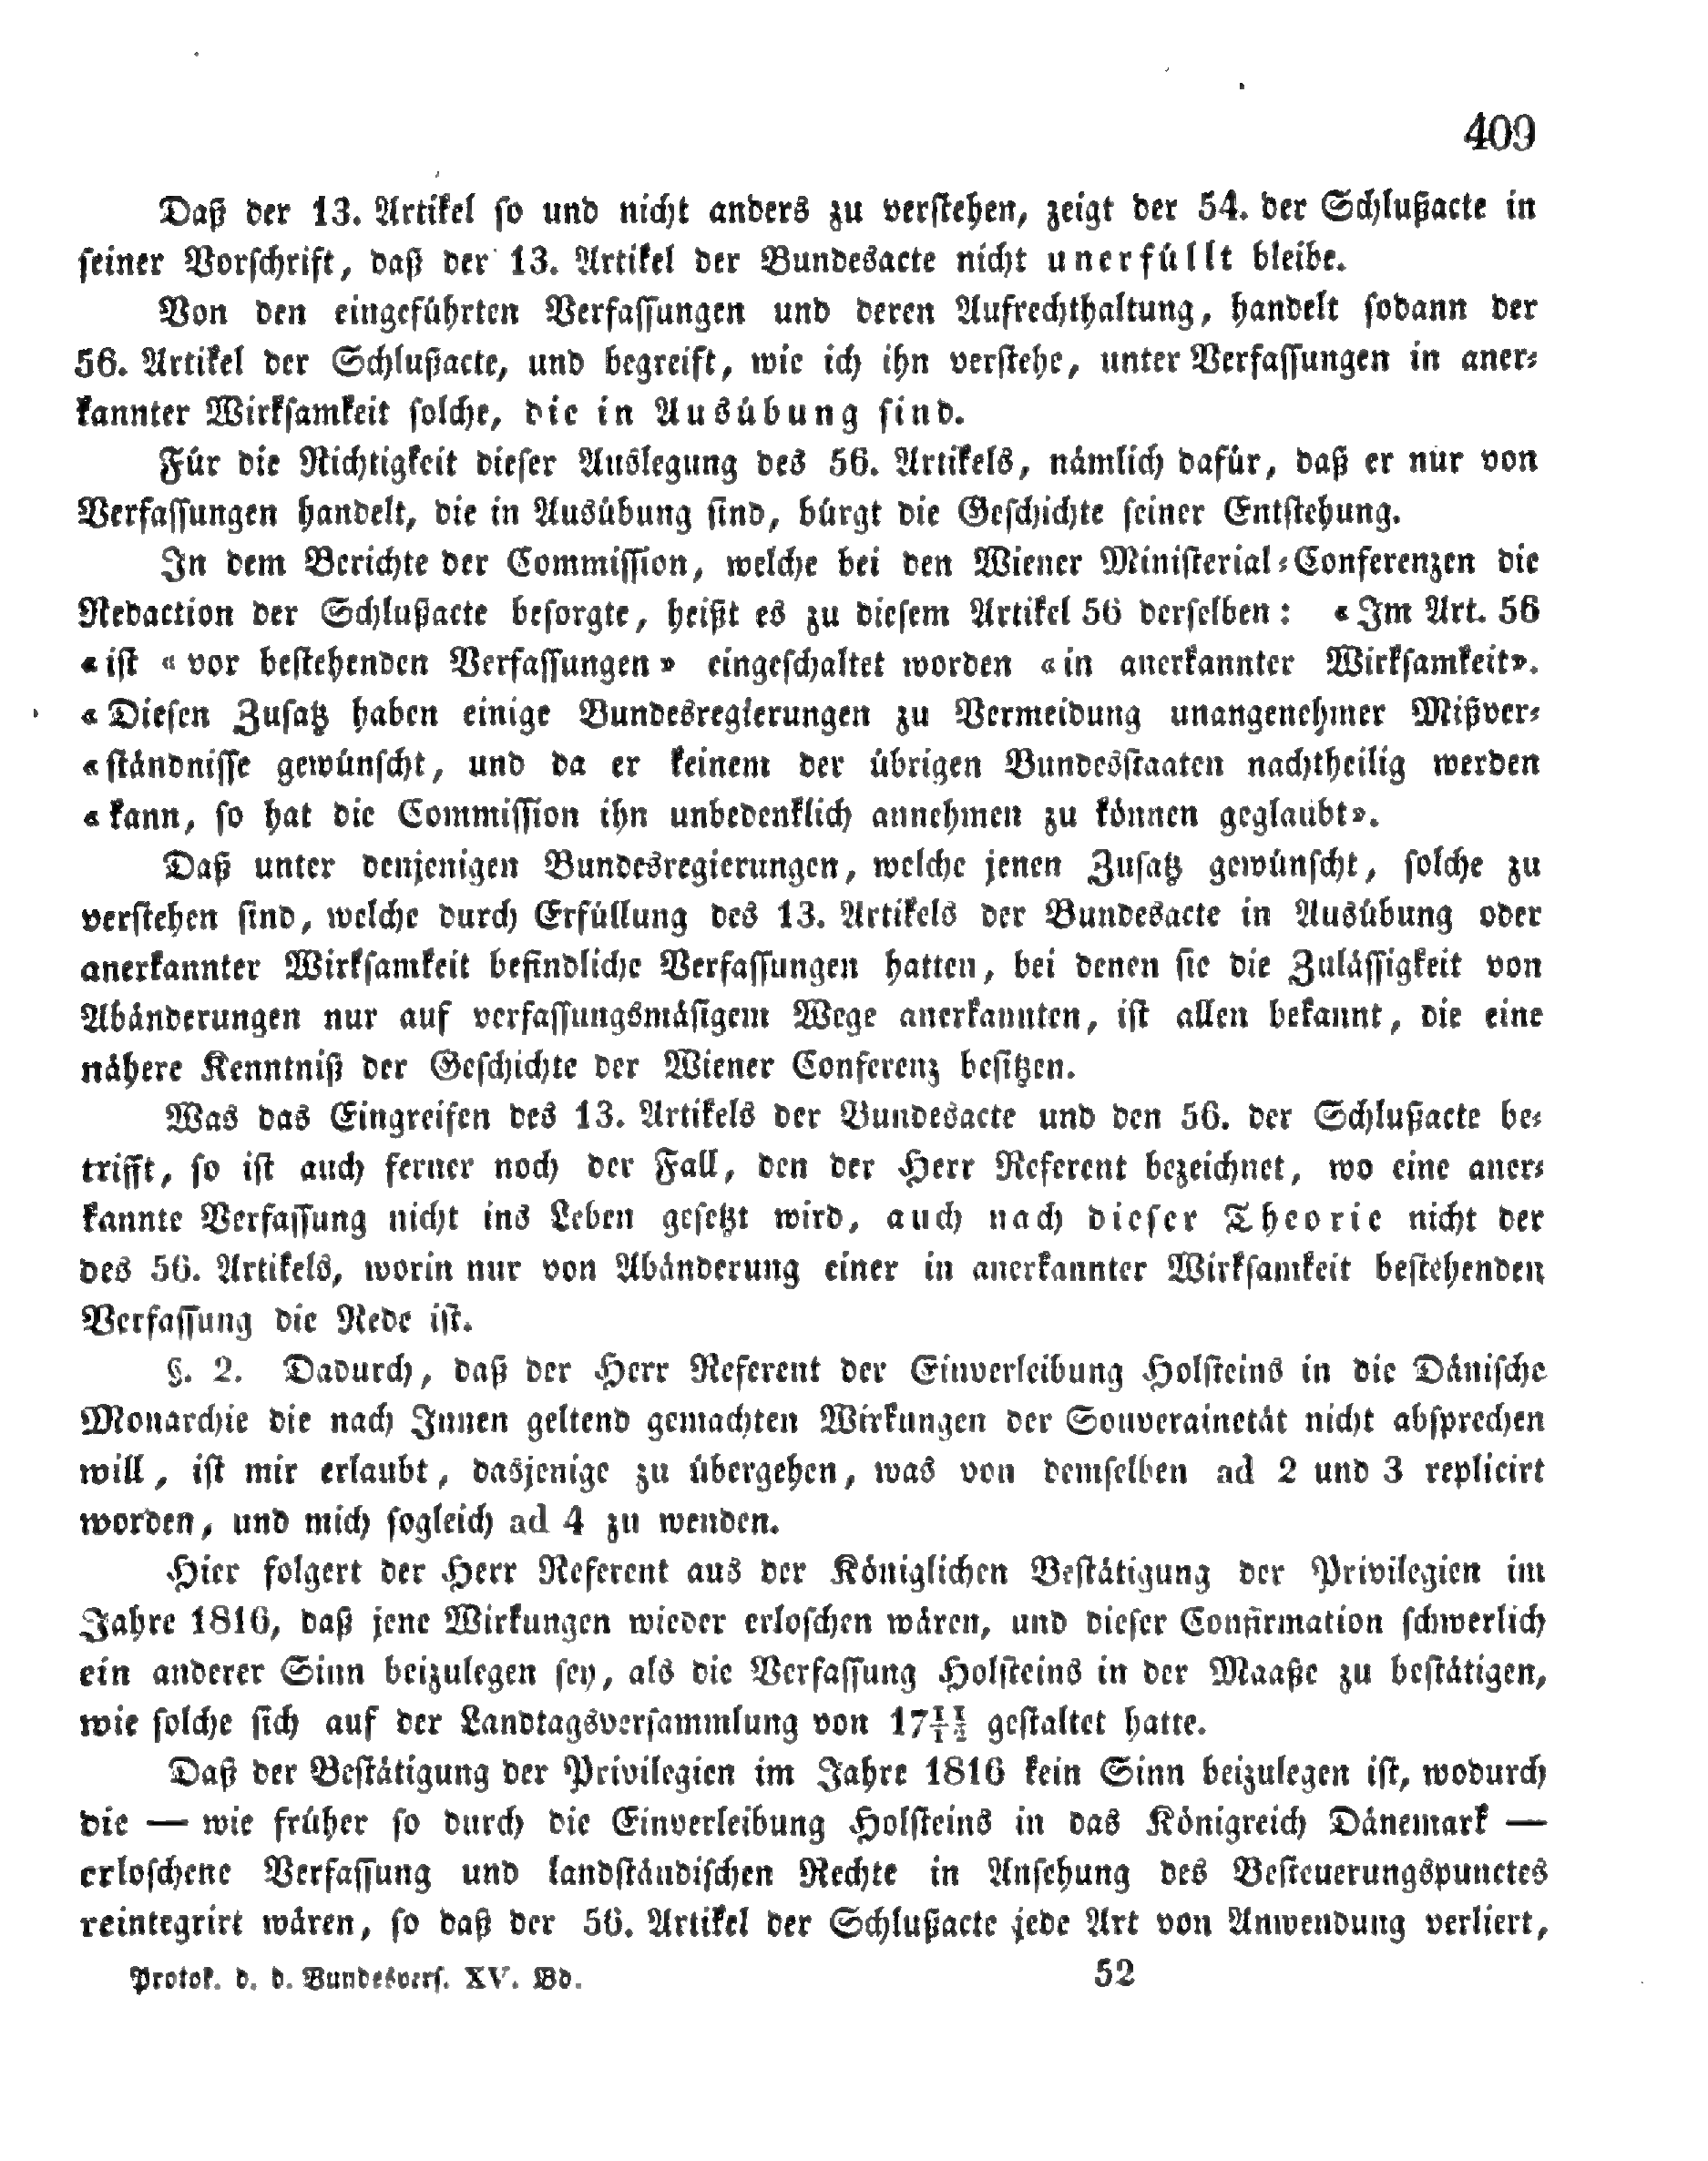 409
Daß der 13. Artikel so und nicht anders zu verstehen, zeigt der 54. der Schlußacte in
seiner Vorschrift, daß der 13. Artikel der Bundesacte nicht unerfüllt bleibe.
Von den eingeführten Verfassungen und deren Aufrechthaltung, handelt sodann der
56. Artikel der Schlußacte, und begreift, wie ich ihn verstehe, unter Verfassungen in aner-
kannter Wirksamkeit solche, die in Ausübung sind.
Für die Richtigkeit dieser Auslegung des 56. Artikels, nämlich dafür, daß er nur von
Verfassungen handelt, die in Ausübung sind, bürgt die Geschichte seiner Entstehung.
In dem Berichte der Commission, welche bei den Wiener Ministerial-Conferenzen die
Redaction der Schlußacte besorgte, heißt es zu diesem Artikel 56 derselben: «Im Art. 56
«ist «vor bestehenden Verfassungen» eingeschaltet worden «in anerkannter Wirksamkeit».
«Diesen Zusatz haben einige Bundesregierungen zu Vermeidung unangenehmer Mißver-
«ständnisse gewünscht, und da er keinem der übrigen Bundesstaaten nachtheilig werden
«kann, so hat die Commission ihn unbedenklich annehmen zu können geglaubt».
Daß unter denjenigen Bundesregierungen, welche jenen Zusatz gewünscht, solche zu
verstehen sind, welche durch Erfüllung des 13. Artikels der Bundesacte in Ausübung oder
anerkannter Wirksamkeit befindliche Verfassungen hatten, bei denen sie die Zulässigkeit von
Abänderungen nur auf verfassungsmäsigem Wege anerkannten, ist allen bekannt, die eine
nähere Kenntniß der Geschichte der Wiener Conferenz besitzen.
Was das Eingreifen des 13. Artikels der Bundesacte und den 56. der Schlußacte be-
trifft, so ist auch ferner noch der Fall, den der Herr Referent bezeichnet, wo eine aner-
kannte Verfassung nicht ins Leben gesetzt wird, auch nach dieser Theorie nicht der
des 56. Artikels, worin nur von Abänderung einer in anerkannter Wirksamkeit bestehenden
Verfassung die Rede ist.
§. 2. Dadurch, daß der Herr Referent der Einverleibung Holsteins in die Dänische
Monarchie die nach Innen geltend gemachten Wirkungen der Souverainetät nicht absprechen
will, ist mir erlaubt, dasjenige zu übergehen, was von demselben ad 2 und 3 replicirt
worden, und mich sogleich ad 4 zu wenden.
Hier folgert der Herr Referent aus der Königlichen Bestätigung der Privilegien im
Jahre 1816, daß jene Wirkungen wieder erloschen wären, und dieser Confirmation schwerlich
ein anderer Sinn beizulegen sey, als die Verfassung Holsteins in der Maaße zu bestätigen,
wie solche sich auf der Landtagsversammlung von gestaltet hatte.
Daß der Bestätigung der Privilegien im Jahre 1816 kein Sinn beizulegen ist, wodurch
die — wie früher so durch die Einverleibung Holsteins in das Königreich Dänemark —
erloschene Verfassung und landständischen Rechte in Ansehung des Besteuerungspunctes
reintegrirt wären, so daß der 56. Artikel der Schlußacte jede Art von Anwendung verliert,
Protok. d. d. Bundesvers. XV. Bd. 52